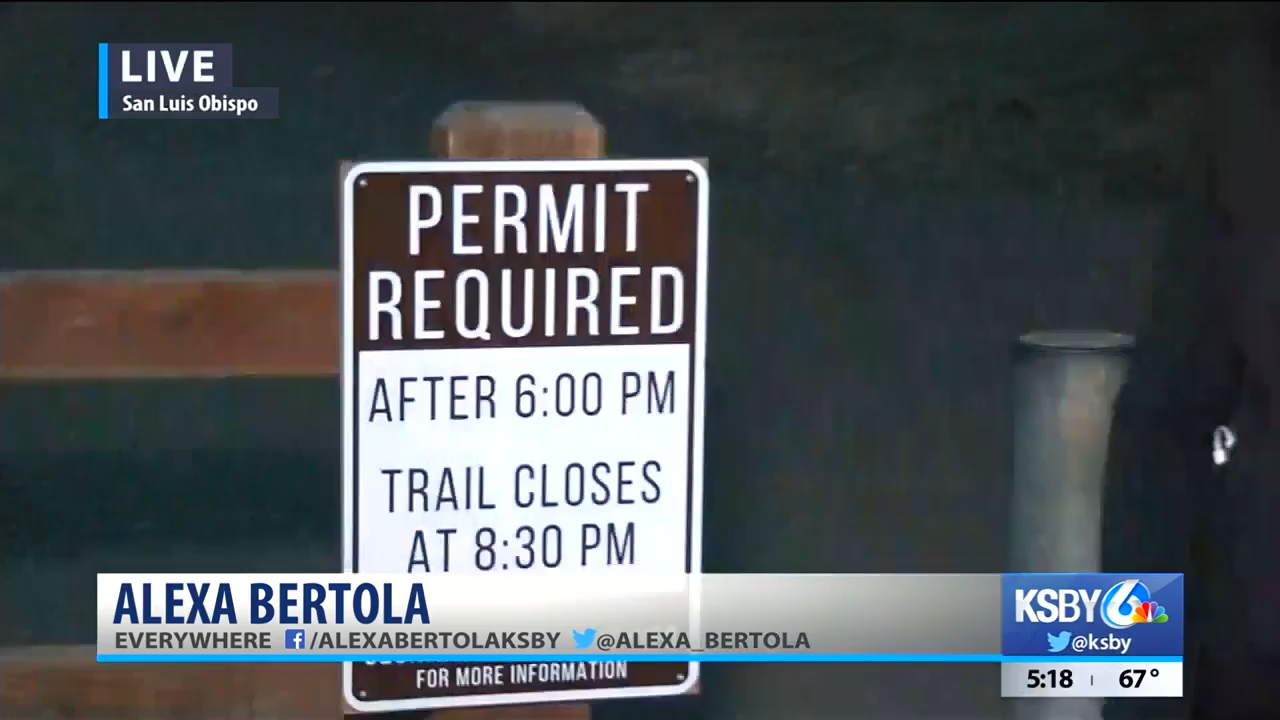 LIVE
San Luis Obispo
PERMIT
REQUIRED
AFTER 6:00 PM
TRAIL CLOSES
AT 8:30 PM
FOR MORE INFORMATION
ALEXA BERTOLA
EVERYWHERE /ALEXABERTOLAKSBY @ALEXA_BERTOLA
KSBY 6
@ksby
5:18 67°